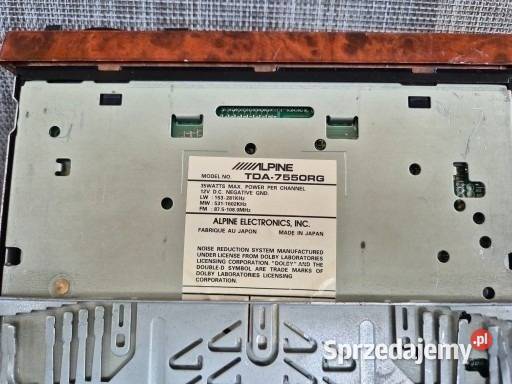 ALPINE
MODEL NO. TDA-7550RG
35WATTS MAX. POWER PER CHANNEL
12V D.C. NEGATIVE GND.
LW : 153-281KHz
MW : 531-1602KHz
FM : 87.5-108.0MHz
ALPINE ELECTRONICS, INC.
FABRIQUE AU JAPON MADE IN JAPAN
NOISE REDUCTION SYSTEM MANUFACTURED
UNDER LICENSE FROM DOLBY LABORATORIES
LICENSING CORPORATION. "DOLBY" AND THE
DOUBLE-D SYMBOL ARE TRADE MARKS OF
DOLBY LABORATORIES LICENSING
CORPORATION.
Sprzedajemy.pl